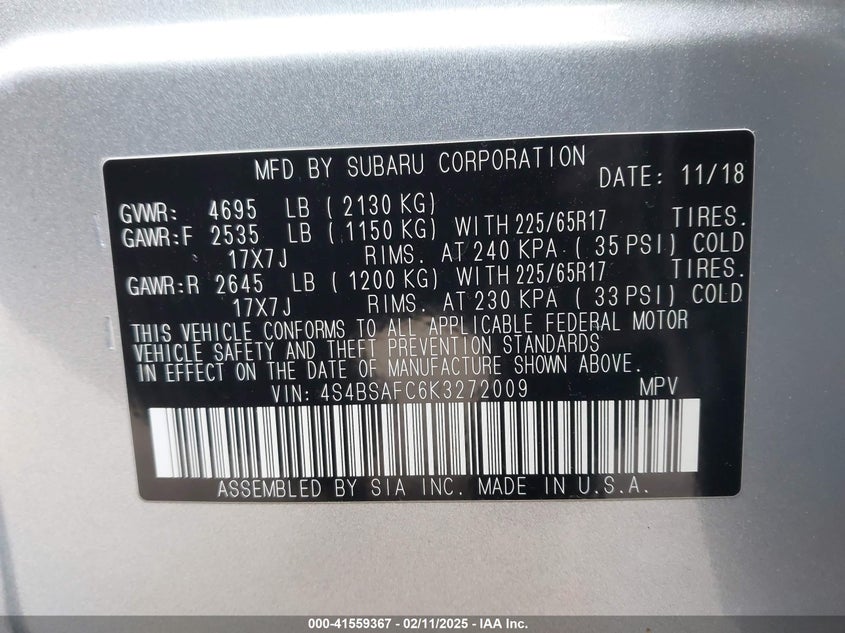 MFD BY SUBARU CORPORATION
DATE: 11/18
GVWR: 4695 LB ( 2130 KG)
GAWR:F 2535 LB ( 1150 KG) WITH 225/65R17 TIRES.
17X7J RIMS. AT 240 KPA ( 35 PSI) COLD
GAWR:R 2645 LB ( 1200 KG) WITH 225/65R17 TIRES.
17X7J RIMS. AT 230 KPA ( 33 PSI) COLD
THIS VEHICLE CONFORMS TO ALL APPLICABLE FEDERAL MOTOR
VEHICLE SAFETY AND THEFT PREVENTION STANDARDS
IN EFFECT ON THE DATE OF MANUFACTURE SHOWN ABOVE.
VIN: 4S4BSAFC6K3272009 MPV
ASSEMBLED BY SIA INC. MADE IN U.S.A.
000-41559367 - 02/11/2025 - IAA Inc.